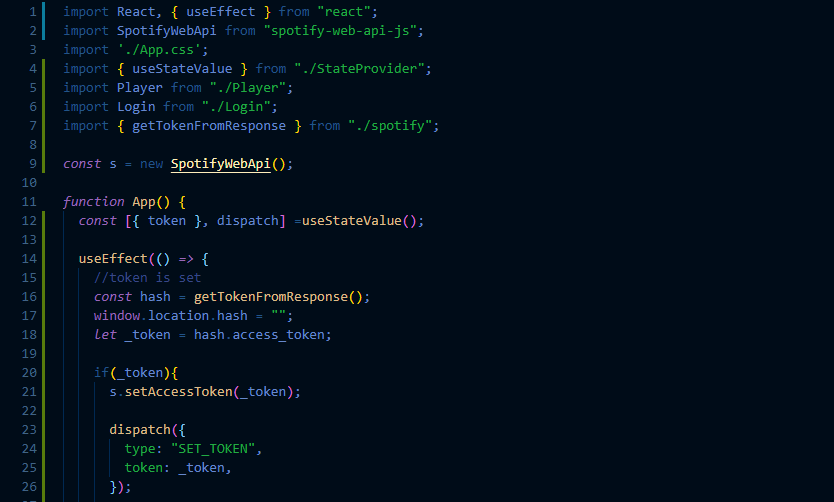 1 import React, { useEffect } from "react";
2 import SpotifyWebApi from "spotify-web-api-js";
3 import './App.css';
4 import { useStateValue } from "./StateProvider";
5 import Player from "./Player";
6 import Login from "./Login";
7 import { getTokenFromResponse } from "./spotify";
8
9 const s = new SpotifyWebApi();
10
11 function App() {
12 const [{ token }, dispatch] =useStateValue();
13
14 useEffect(() => {
15 //token is set
16 const hash = getTokenFromResponse();
17 window.location.hash = "";
18 let _token = hash.access_token;
19
20 if(_token){
21 s.setAccessToken(_token);
22
23 dispatch({
24 type: "SET_TOKEN",
25 token: _token,
26 });